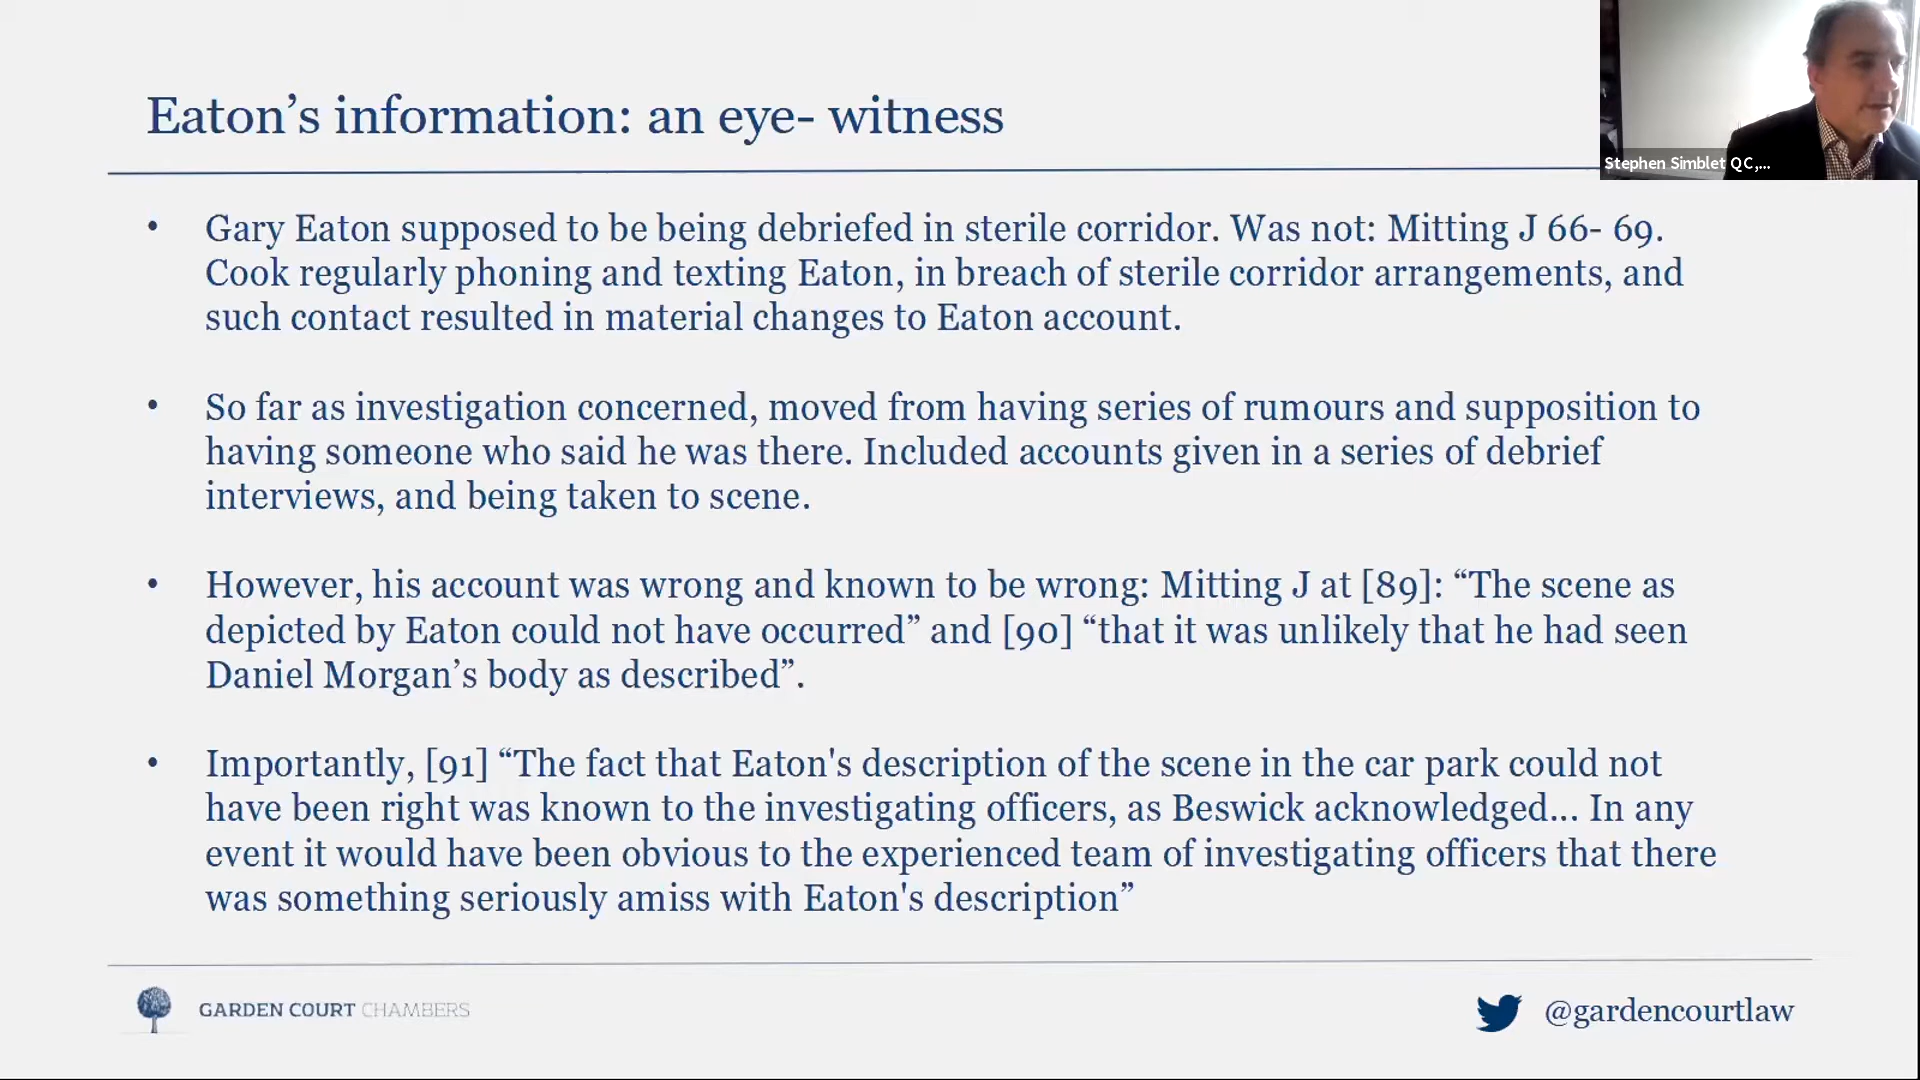 Stephen Simblet QC,...
Eaton’s information: an eye- witness
• Gary Eaton supposed to be being debriefed in sterile corridor. Was not: Mitting J 66- 69.
Cook regularly phoning and texting Eaton, in breach of sterile corridor arrangements, and
such contact resulted in material changes to Eaton account.
• So far as investigation concerned, moved from having series of rumours and supposition to
having someone who said he was there. Included accounts given in a series of debrief
interviews, and being taken to scene.
• However, his account was wrong and known to be wrong: Mitting J at [89]: “The scene as
depicted by Eaton could not have occurred” and [90] “that it was unlikely that he had seen
Daniel Morgan’s body as described”.
• Importantly, [91] “The fact that Eaton's description of the scene in the car park could not
have been right was known to the investigating officers, as Beswick acknowledged... In any
event it would have been obvious to the experienced team of investigating officers that there
was something seriously amiss with Eaton's description”
GARDEN COURT CHAMBERS
@gardencourtlaw